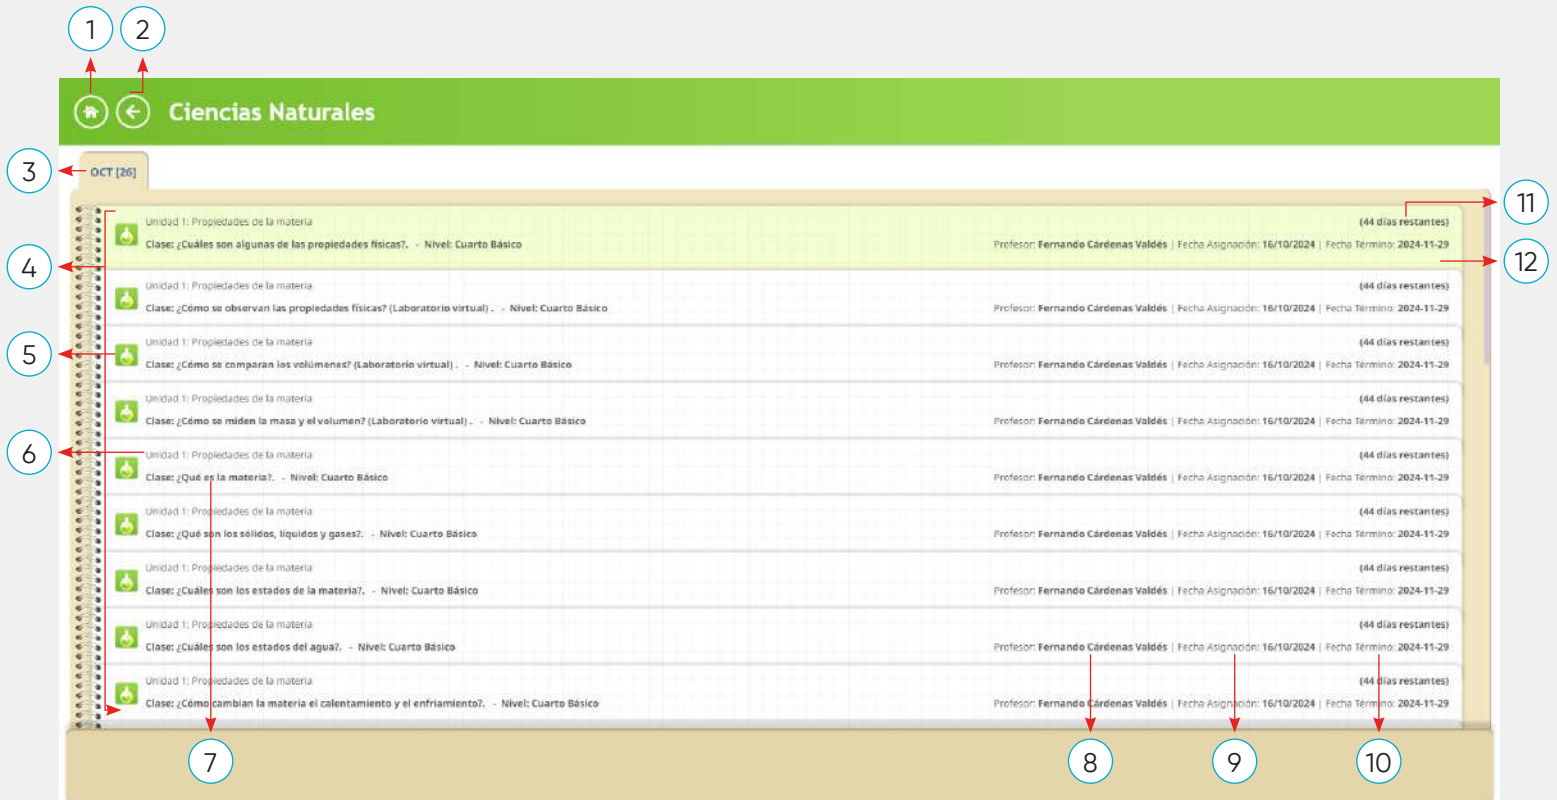 1 2
Ciencias Naturales
3
OCT [26]
11
Unidad 1: Propiedades de la materia (44 días restantes)
Clase: ¿Cuáles son algunas de las propiedades físicas?. - Nivel: Cuarto Básico Profesor: Fernando Cárdenas Valdés | Fecha Asignación: 16/10/2024 | Fecha Término: 2024-11-29
4
12
Unidad 1: Propiedades de la materia (44 días restantes)
Clase: ¿Cómo se observan las propiedades físicas? (Laboratorio virtual) . - Nivel: Cuarto Básico Profesor: Fernando Cárdenas Valdés | Fecha Asignación: 16/10/2024 | Fecha Término: 2024-11-29
Unidad 1: Propiedades de la materia (44 días restantes)
5
Clase: ¿Cómo se comparan los volúmenes? (Laboratorio virtual) . - Nivel: Cuarto Básico Profesor: Fernando Cárdenas Valdés | Fecha Asignación: 16/10/2024 | Fecha Término: 2024-11-29
Unidad 1: Propiedades de la materia (44 días restantes)
Clase: ¿Cómo se miden la masa y el volumen? (Laboratorio virtual) . - Nivel: Cuarto Básico Profesor: Fernando Cárdenas Valdés | Fecha Asignación: 16/10/2024 | Fecha Término: 2024-11-29
6
Unidad 1: Propiedades de la materia (44 días restantes)
Clase: ¿Qué es la materia?. - Nivel: Cuarto Básico Profesor: Fernando Cárdenas Valdés | Fecha Asignación: 16/10/2024 | Fecha Término: 2024-11-29
Unidad 1: Propiedades de la materia (44 días restantes)
Clase: ¿Qué son los sólidos, líquidos y gases?. - Nivel: Cuarto Básico Profesor: Fernando Cárdenas Valdés | Fecha Asignación: 16/10/2024 | Fecha Término: 2024-11-29
Unidad 1: Propiedades de la materia (44 días restantes)
Clase: ¿Cuáles son los estados de la materia?. - Nivel: Cuarto Básico Profesor: Fernando Cárdenas Valdés | Fecha Asignación: 16/10/2024 | Fecha Término: 2024-11-29
Unidad 1: Propiedades de la materia (44 días restantes)
Clase: ¿Cuáles son los estados del agua?. - Nivel: Cuarto Básico Profesor: Fernando Cárdenas Valdés | Fecha Asignación: 16/10/2024 | Fecha Término: 2024-11-29
Unidad 1: Propiedades de la materia (44 días restantes)
Clase: ¿Cómo cambian la materia el calentamiento y el enfriamiento?. - Nivel: Cuarto Básico Profesor: Fernando Cárdenas Valdés | Fecha Asignación: 16/10/2024 | Fecha Término: 2024-11-29
7 8 9 10